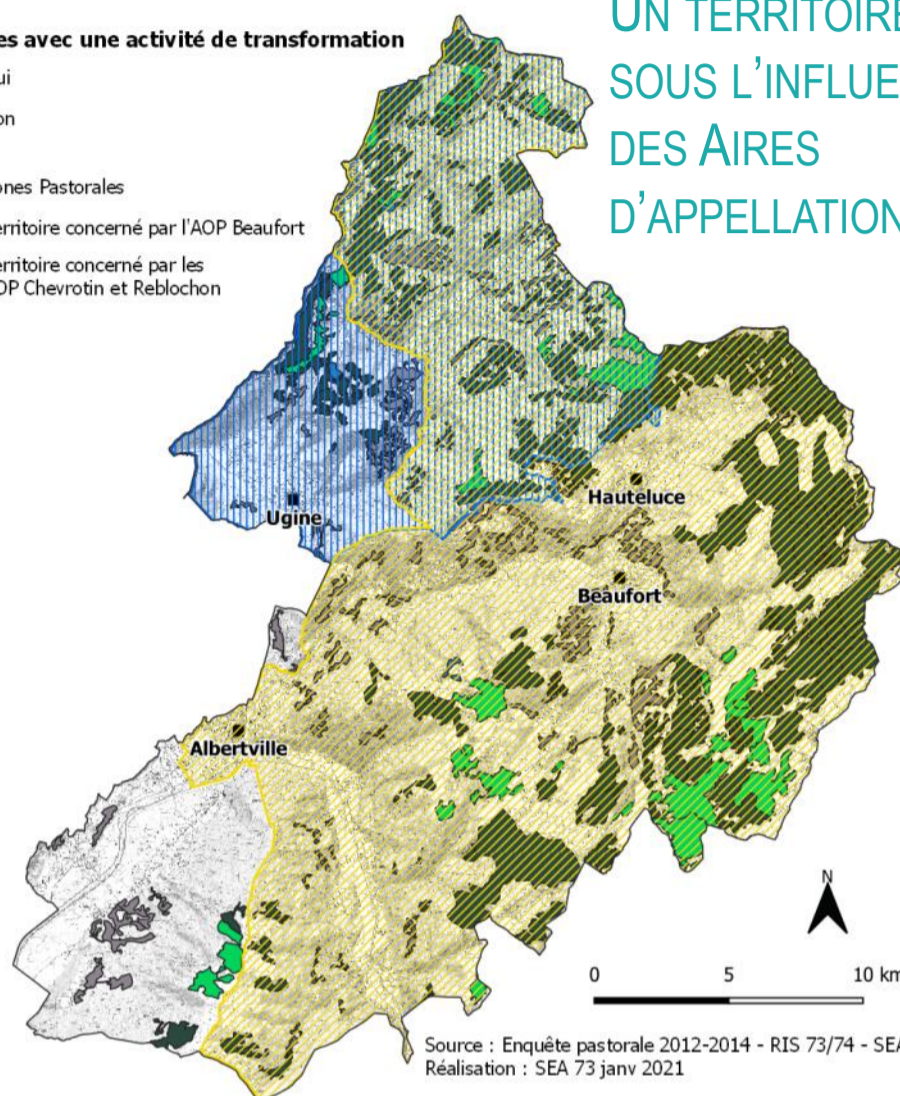 es avec une activité de transformation
ui
on
ones Pastorales
erritoire concerné par l'AOP Beaufort
erritoire concerné par les
OP Chevrotin et Reblochon
UN TERRITOIRE
SOUS L'INFLUE
DES AIRES
D'APPELLATION
Hauteluce
Ugine
Beaufort
Albertville
N
0 5 10 km
Source : Enquête pastorale 2012-2014 - RIS 73/74 - SEA
Réalisation : SEA 73 janv 2021